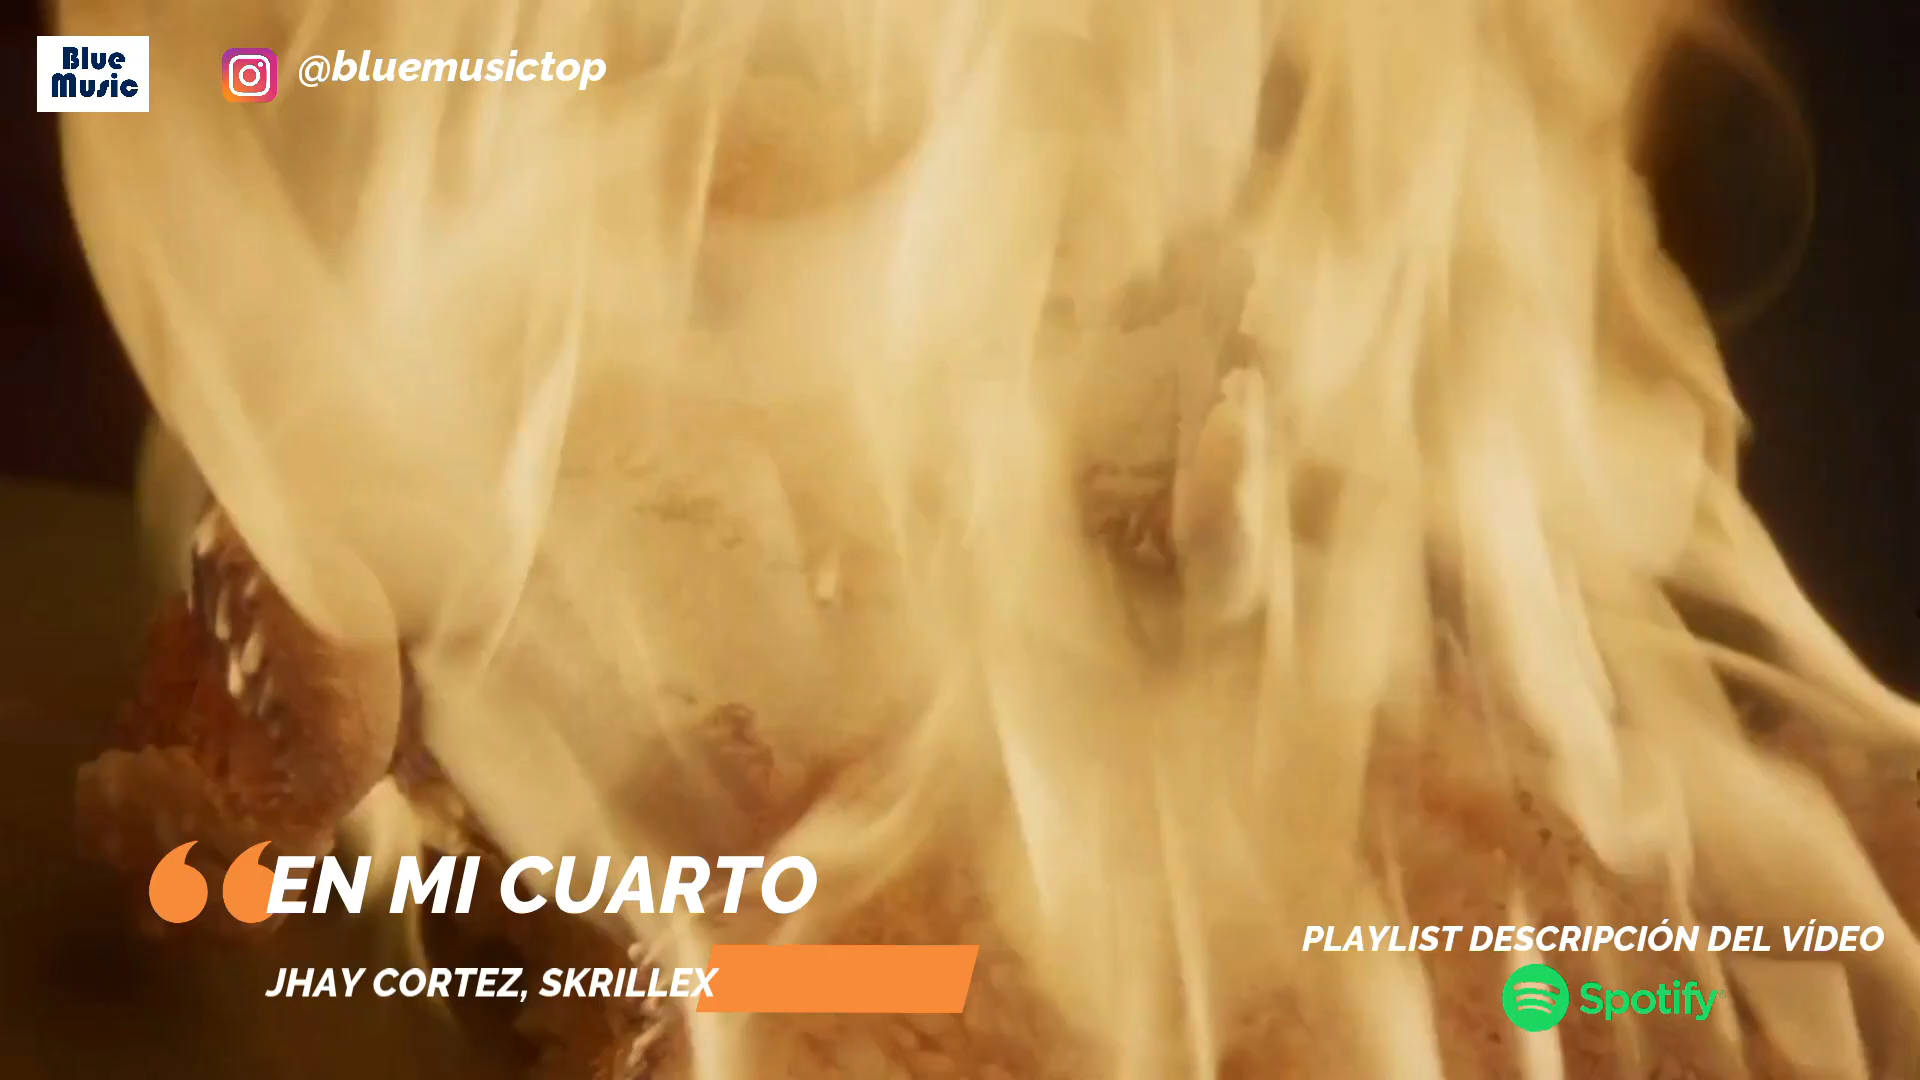 Blue
Music
@bluemusictop
EN MI CUARTO
JHAY CORTEZ, SKRILLEX
PLAYLIST DESCRIPCIÓN DEL VÍDEO
Spotify